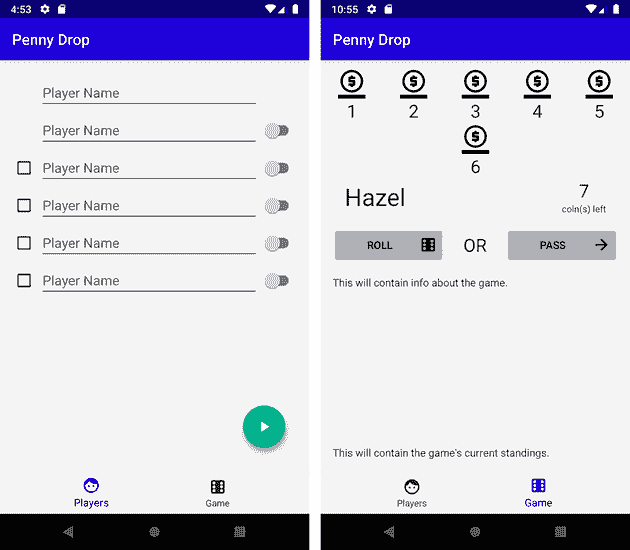 4:53
Penny Drop
Player Name
Player Name
Player Name
Player Name
Player Name
Player Name
Players
Game
10:55
Penny Drop
$ $ $ $ $
1 2 3 4 5
$
6
Hazel
7
coin(s) left
ROLL OR PASS
This will contain info about the game.
This will contain the game's current standings.
Players
Game